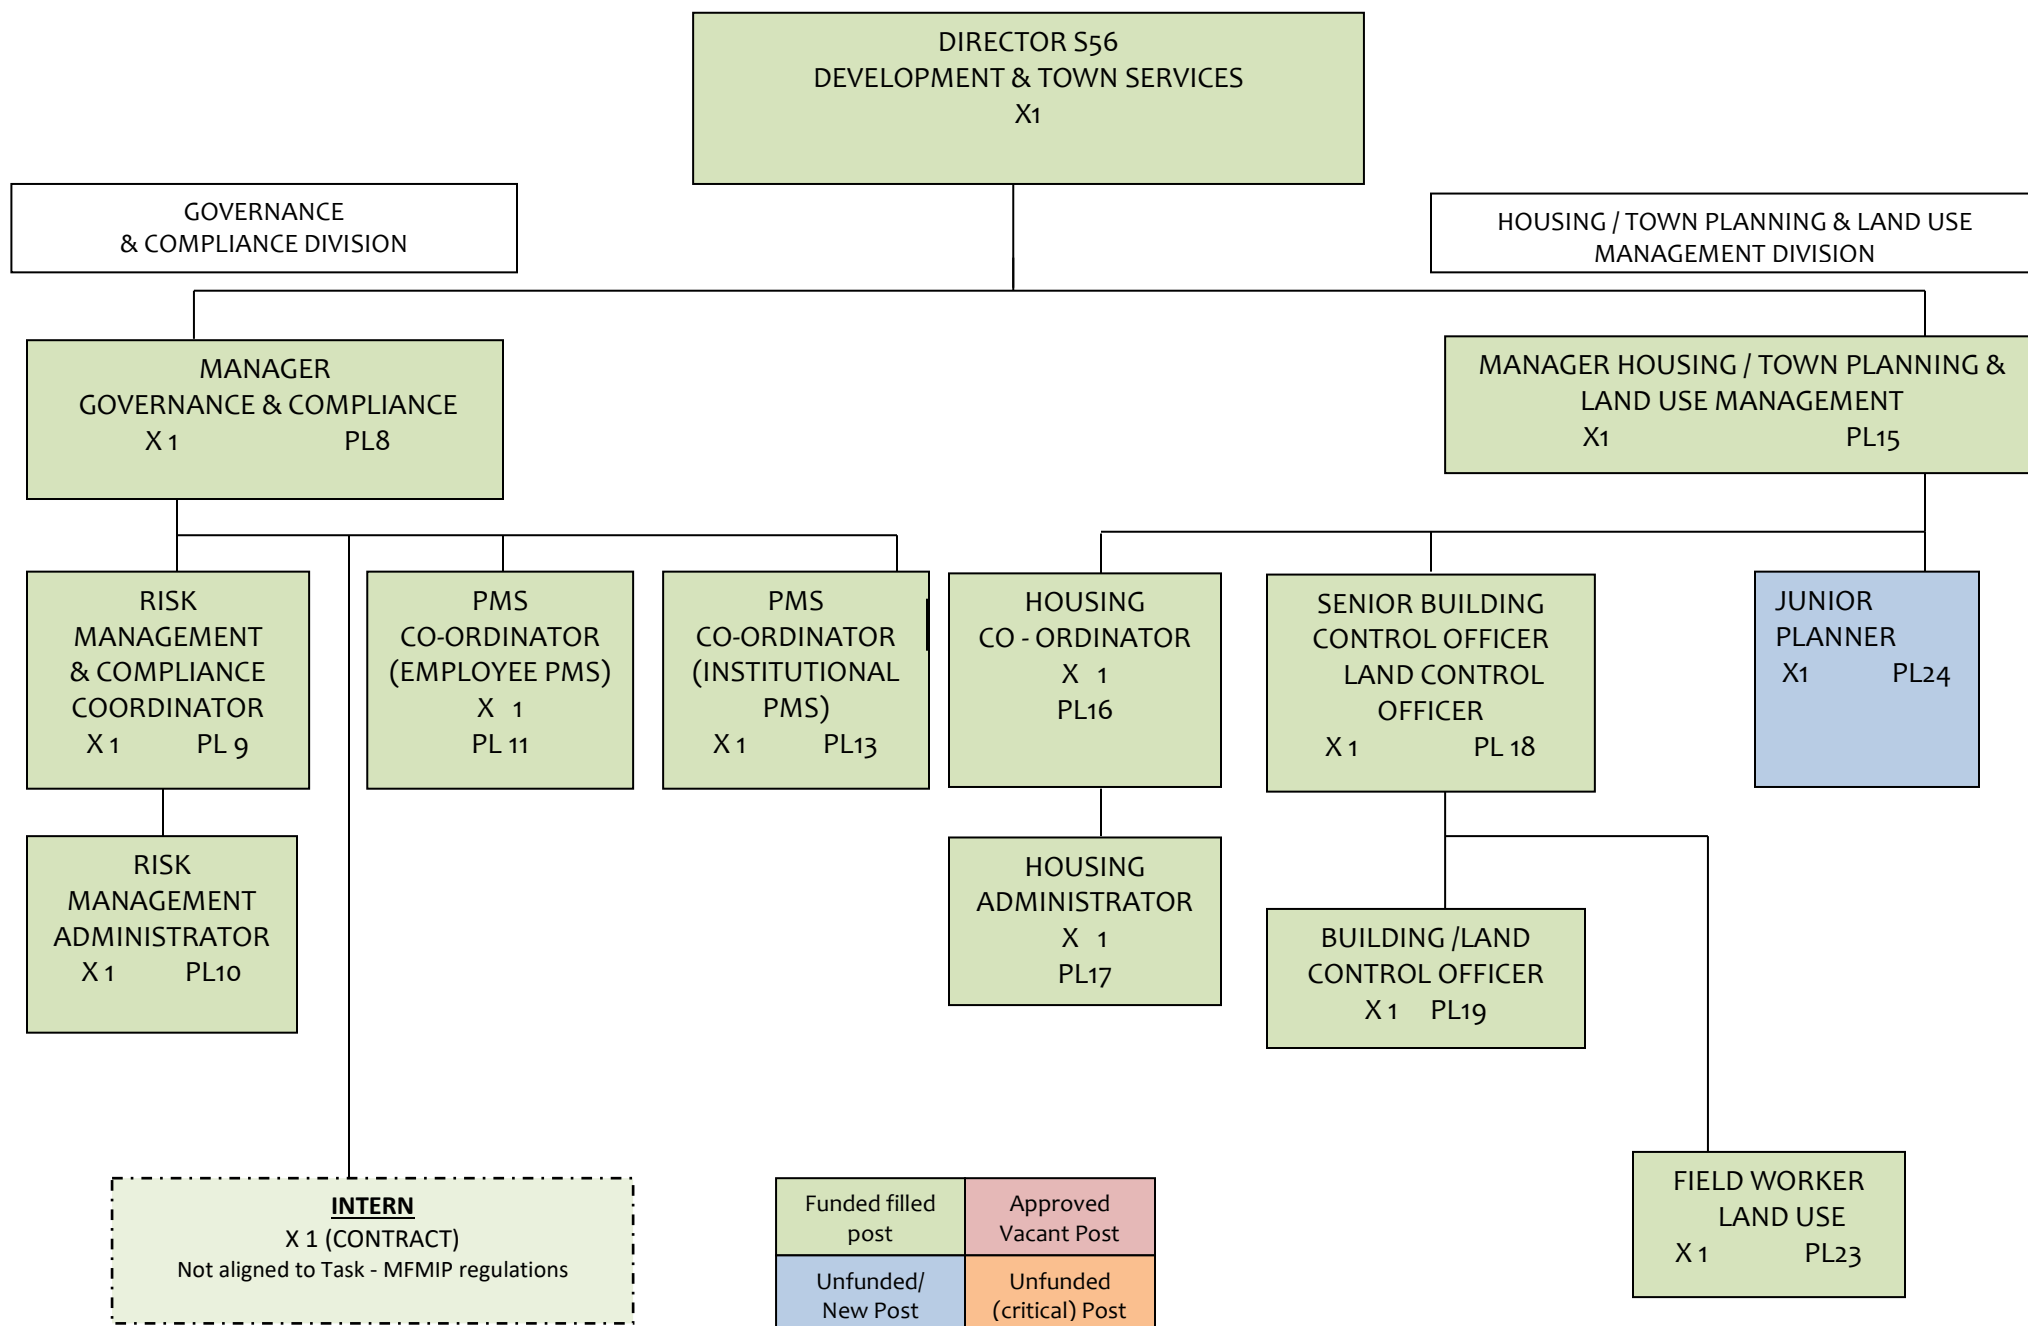 DIRECTOR S56
DEVELOPMENT & TOWN SERVICES
X1
GOVERNANCE
& COMPLIANCE DIVISION
HOUSING / TOWN PLANNING & LAND USE
MANAGEMENT DIVISION
MANAGER
GOVERNANCE & COMPLIANCE
X 1 PL8
MANAGER HOUSING / TOWN PLANNING &
LAND USE MANAGEMENT
X1 PL15
RISK
MANAGEMENT
& COMPLIANCE
COORDINATOR
X 1 PL 9
PMS
CO-ORDINATOR
(EMPLOYEE PMS)
X 1
PL 11
PMS
CO-ORDINATOR
(INSTITUTIONAL
PMS)
X 1 PL13
HOUSING
CO - ORDINATOR
X 1
PL16
SENIOR BUILDING
CONTROL OFFICER
LAND CONTROL
OFFICER
X 1 PL 18
JUNIOR
PLANNER
X1 PL24
RISK
MANAGEMENT
ADMINISTRATOR
X 1 PL10
HOUSING
ADMINISTRATOR
X 1
PL17
BUILDING /LAND
CONTROL OFFICER
X 1 PL19
FIELD WORKER
LAND USE
X 1 PL23
INTERN
X 1 (CONTRACT)
Not aligned to Task - MFMIP regulations
Funded filled
post
Approved
Vacant Post
Unfunded/
New Post
Unfunded
(critical) Post